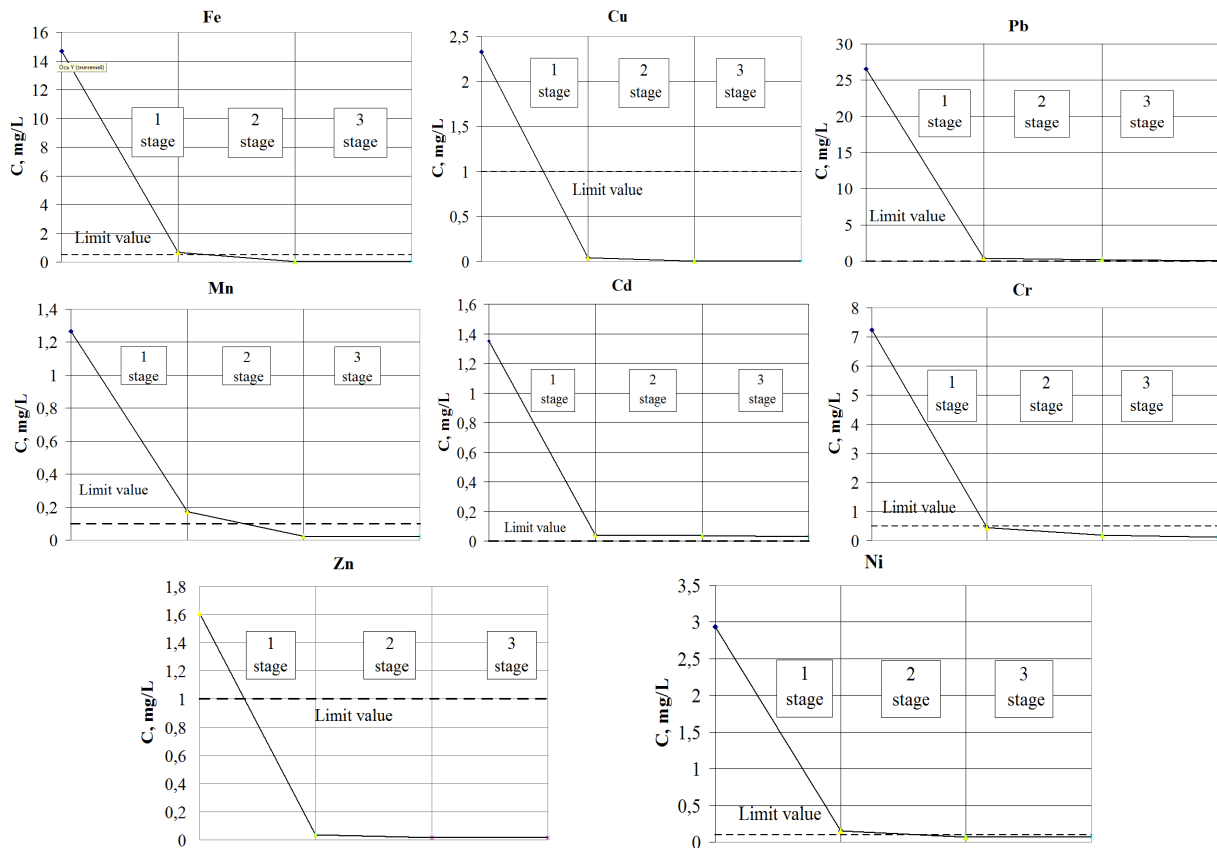 Fe
C, mg/L
16
14
12
10
8
6
4
2
0
Ось Y (значений)
1
stage
2
stage
3
stage
Limit value
Cu
C, mg/L
2,5
2
1,5
1
0,5
0
1
stage
2
stage
3
stage
Limit value
Pb
C, mg/L
30
25
20
15
10
5
0
1
stage
2
stage
3
stage
Limit value
Mn
C, mg/L
1,4
1,2
1
0,8
0,6
0,4
0,2
0
1
stage
2
stage
3
stage
Limit value
Cd
C, mg/L
1,6
1,4
1,2
1
0,8
0,6
0,4
0,2
0
1
stage
2
stage
3
stage
Limit value
Cr
C, mg/L
8
7
6
5
4
3
2
1
0
1
stage
2
stage
3
stage
Limit value
Zn
C, mg/L
1,8
1,6
1,4
1,2
1
0,8
0,6
0,4
0,2
0
1
stage
2
stage
3
stage
Limit value
Ni
C, mg/L
3,5
3
2,5
2
1,5
1
0,5
0
1
stage
2
stage
3
stage
Limit value